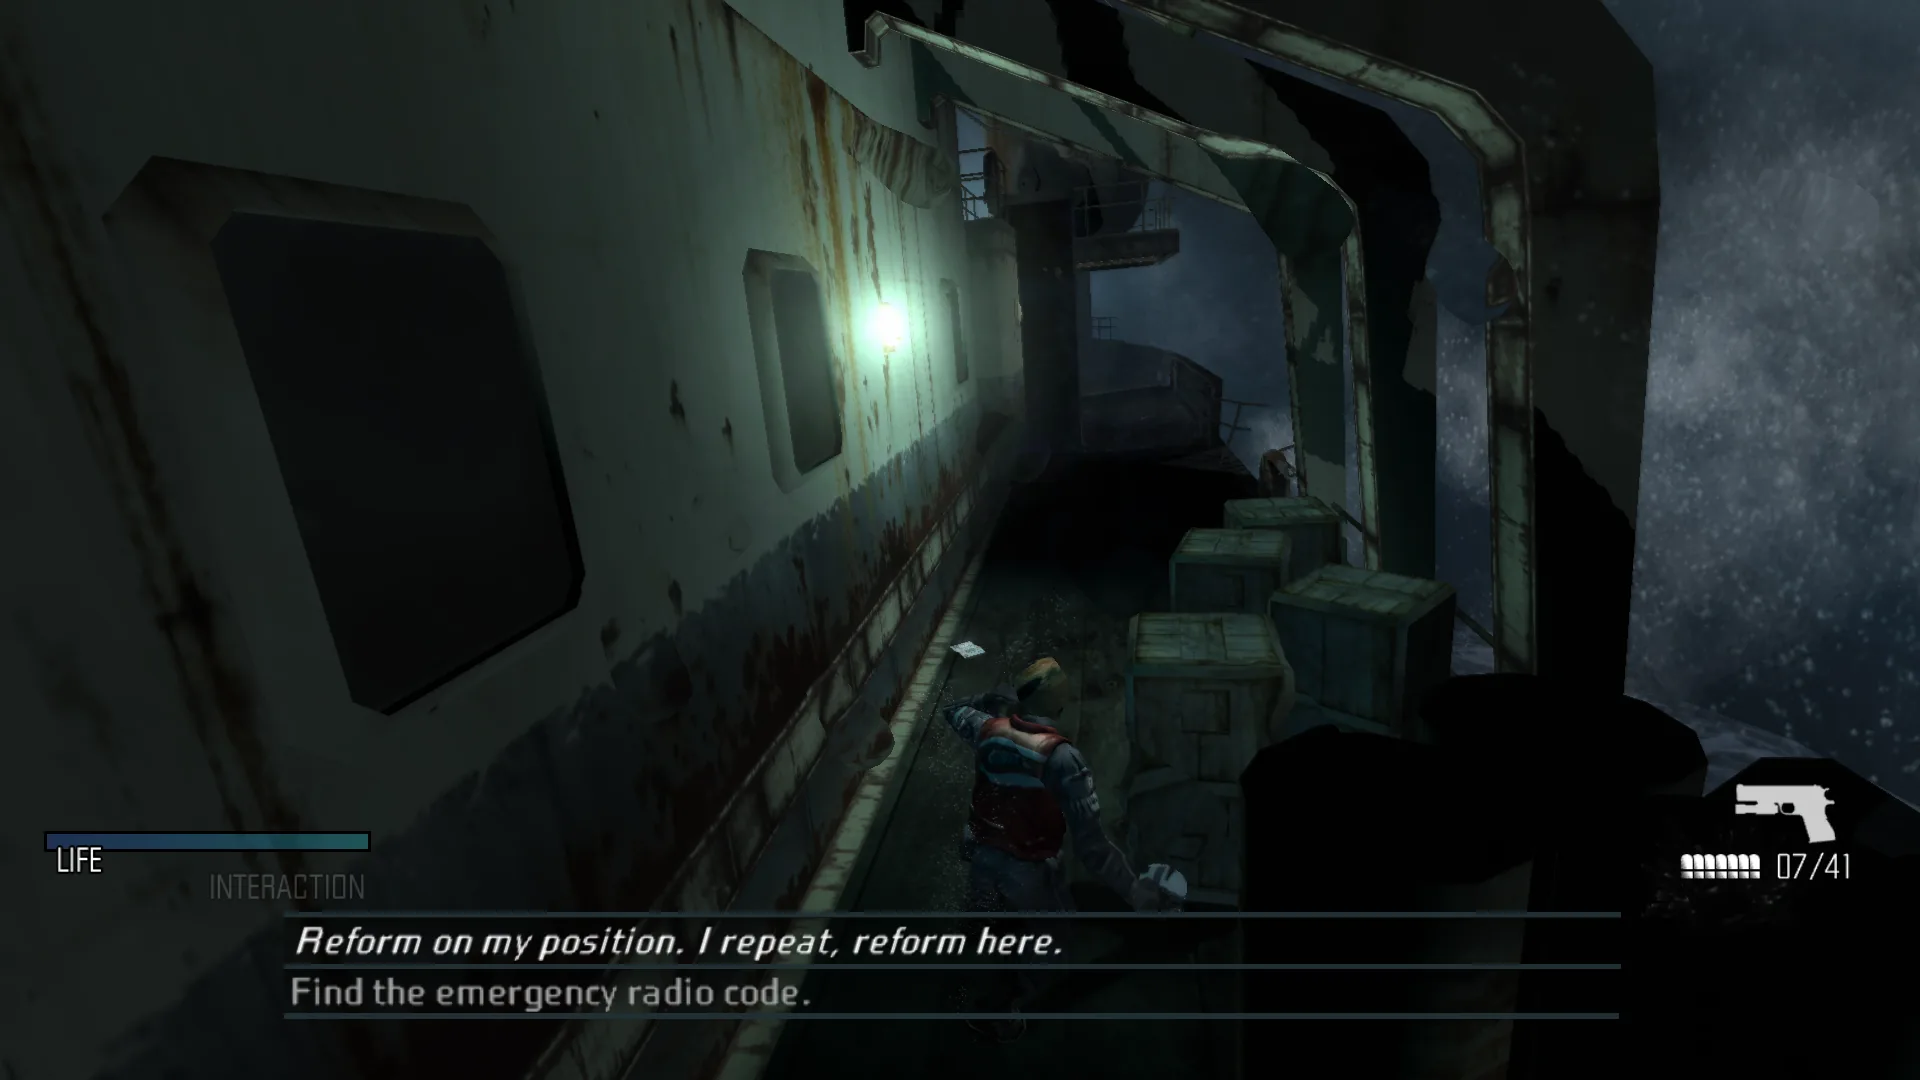 LIFE
INTERACTION
07/41
Reform on my position. I repeat, reform here.
Find the emergency radio code.